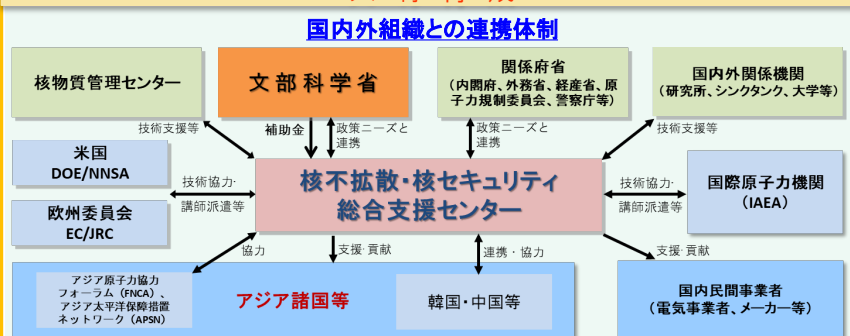 国内外組織との連携体制
核物質管理センター
文部科学省
関係府省
(内閣府、外務省、経産省、原
子力規制委員会、警察庁等)
国内外関係機関
(研究所、シンクタンク、大学等)
技術支援等
補助金
政策ニーズと
連携
政策ニーズと
連携
技術支援等
米国
DOE/NNSA
欧州委員会
EC/JRC
技術協力・
講師派遣等
核不拡散・核セキュリティ
総合支援センター
技術協力・
講師派遣等
国際原子力機関
(IAEA)
協力
支援・貢献
連携・協力
支援・貢献
アジア原子力協力
フォーラム(FNCA)、
アジア太平洋保障措置
ネットワーク(APSN)
アジア諸国等
韓国・中国等
国内民間事業者
(電気事業者、メーカー等)